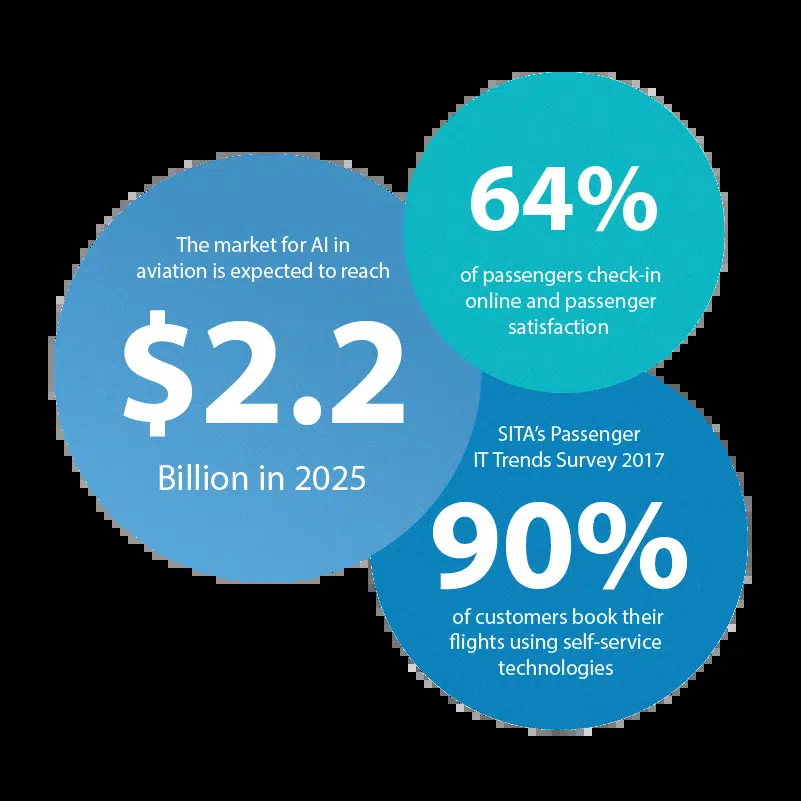 The market for AI in
aviation is expected to reach
$2.2
Billion in 2025
64%
of passengers check-in
online and passenger
satisfaction
SITA’s Passenger
IT Trends Survey 2017
90%
of customers book their
flights using self-service
technologies